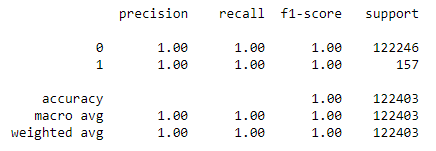 precision recall f1-score support
0 1.00 1.00 1.00 122246
1 1.00 1.00 1.00 157
accuracy 1.00 122403
macro avg 1.00 1.00 1.00 122403
weighted avg 1.00 1.00 1.00 122403